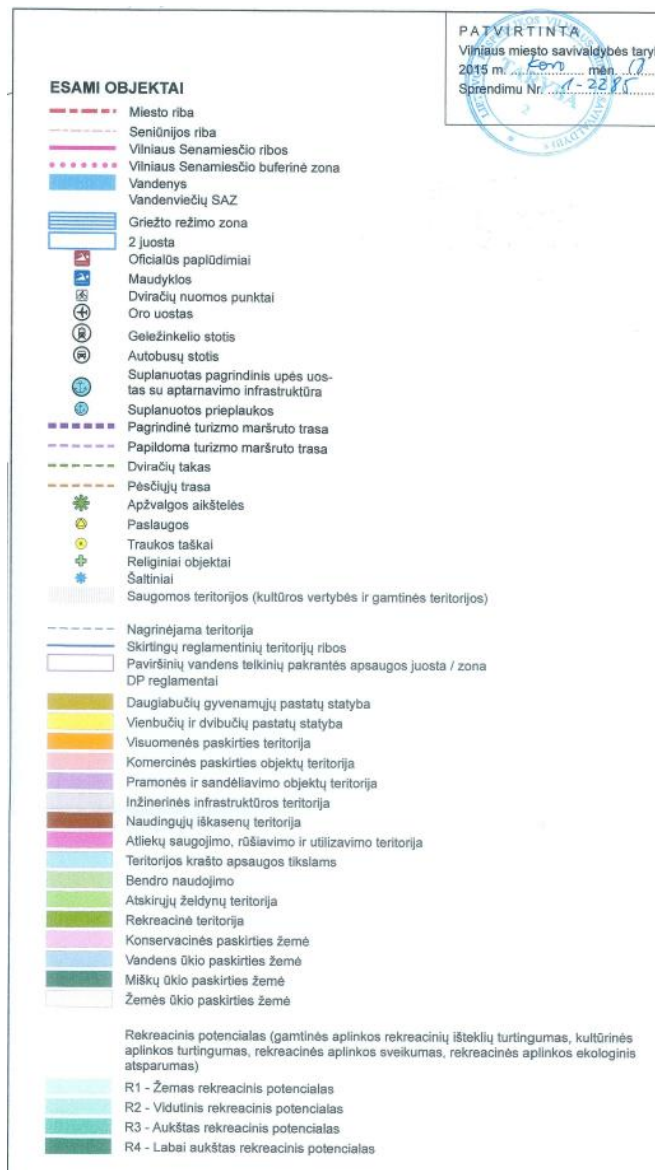 PATVIRTINTA
Vilniaus miesto savivaldybės
2015 m. mėn.
Sprendimu Nr. 1-2285
ESAMI OBJEKTAI
Miesto riba
Seniūnijos riba
Vilniaus Senamiesčio ribos
Vilniaus Senamiesčio buferinė zona
Vandenys
Vandenviečių SAZ
Griežto režimo zona
2 juosta
Oficialūs paplūdimiai
Maudyklos
Dviračių nuomos punktai
Oro uostas
Geležinkelio stotis
Autobusų stotis
Suplanuotas pagrindinis upės uos-
tas su aptarnavimo infrastruktūra
Suplanuotos prieplaukos
Pagrindinė turizmo maršruto trasa
Papildoma turizmo maršruto trasa
Dviračių takas
Pėsčiųjų trasa
Apžvalgos aikštelės
Paslaugos
Traukos taškai
Religiniai objektai
Šaltiniai
Saugomos teritorijos (kultūros vertybės ir gamtinės teritorijos)
Nagrinėjama teritorija
Skirtingų reglamentinių teritorijų ribos
Paviršinių vandens telkinių pakrantės apsaugos juosta / zona
DP reglamentai
Daugiabučių gyvenamųjų pastatų statyba
Vienbučių ir dvibučių pastatų statyba
Visuomenės paskirties teritorija
Komercinės paskirties objektų teritorija
Pramonės ir sandėliavimo objektų teritorija
Inžinerinės infrastruktūros teritorija
Naudingųjų iškasenų teritorija
Atliekų saugojimo, rūšiavimo ir utilizavimo teritorija
Teritorijos krašto apsaugos tikslams
Bendro naudojimo
Atskirųjų želdynų teritorija
Rekreacinė teritorija
Konservacinės paskirties žemė
Vandens ūkio paskirties žemė
Miškų ūkio paskirties žemė
Žemės ūkio paskirties žemė
Rekreacinis potencialas (gamtinės aplinkos rekreacinių išteklių turtingumas, kultūrinės
aplinkos turtingumas, rekreacinės aplinkos sveikumas, rekreacinės aplinkos ekologinis
atsparumas)
R1 - Žemas rekreacinis potencialas
R2 - Vidutinis rekreacinis potencialas
R3 - Aukštas rekreacinis potencialas
R4 - Labai aukštas rekreacinis potencialas